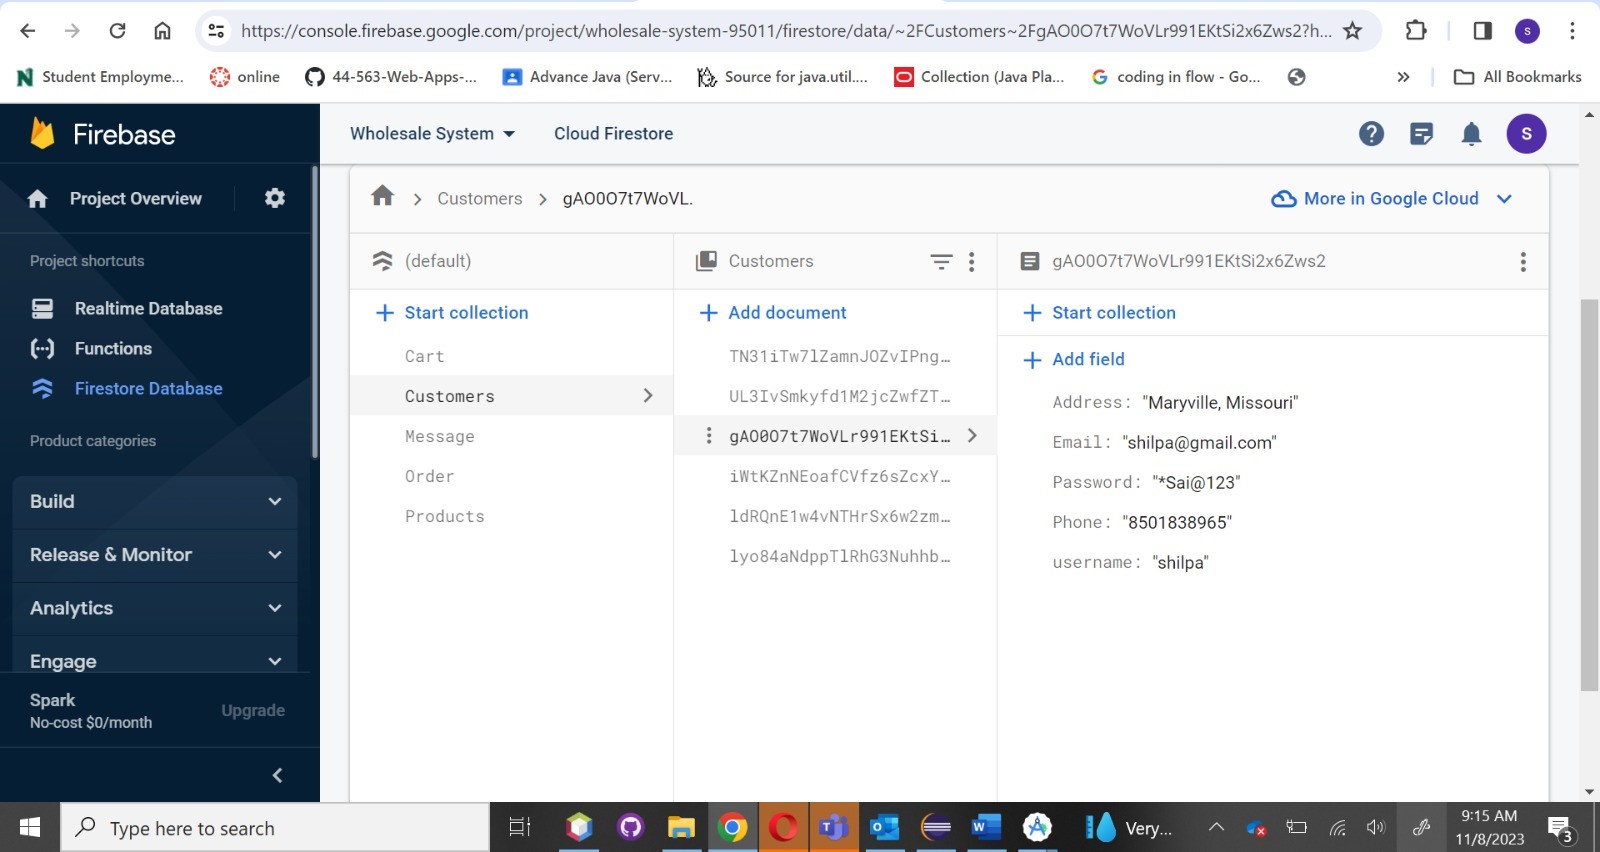 https://console.firebase.google.com/project/wholesale-system-95011/firestore/data/~2FCustomers~2FgAO0O7t7WoVLr991EKtSi2x6Zws2?h...
S
N Student Employme...
online
44-563-Web-Apps-...
Advance Java (Serv...
Source for java.util....
Collection (Java Pla...
coding in flow - Go...
»
All Bookmarks
Firebase
Wholesale System
Cloud Firestore
S
Project Overview
Customers
gAO0O7t7WoVL.
More in Google Cloud
Project shortcuts
Realtime Database
Functions
Firestore Database
Product categories
Build
Release & Monitor
Analytics
Engage
Spark
No-cost $0/month
Upgrade
(default)
Start collection
Cart
Customers
Message
Order
Products
Customers
Add document
TN31iTw7lZamnJOZvIPng…
UL3IvSmkyfd1M2jcZwfZT…
gAO0O7t7WoVLr991EKtSi…
iWtKZnNEoafCVfz6sZcxY…
ldRQnE1w4vNTHrSx6w2zm…
lyo84aNdppTlRhG3Nuhhb…
gAO0O7t7WoVLr991EKtSi2x6Zws2
Start collection
Add field
Address: "Maryville, Missouri"
Email: "shilpa@gmail.com"
Password: "*Sai@123"
Phone: "8501838965"
username: "shilpa"
Type here to search
Very...
9:15 AM
11/8/2023
3